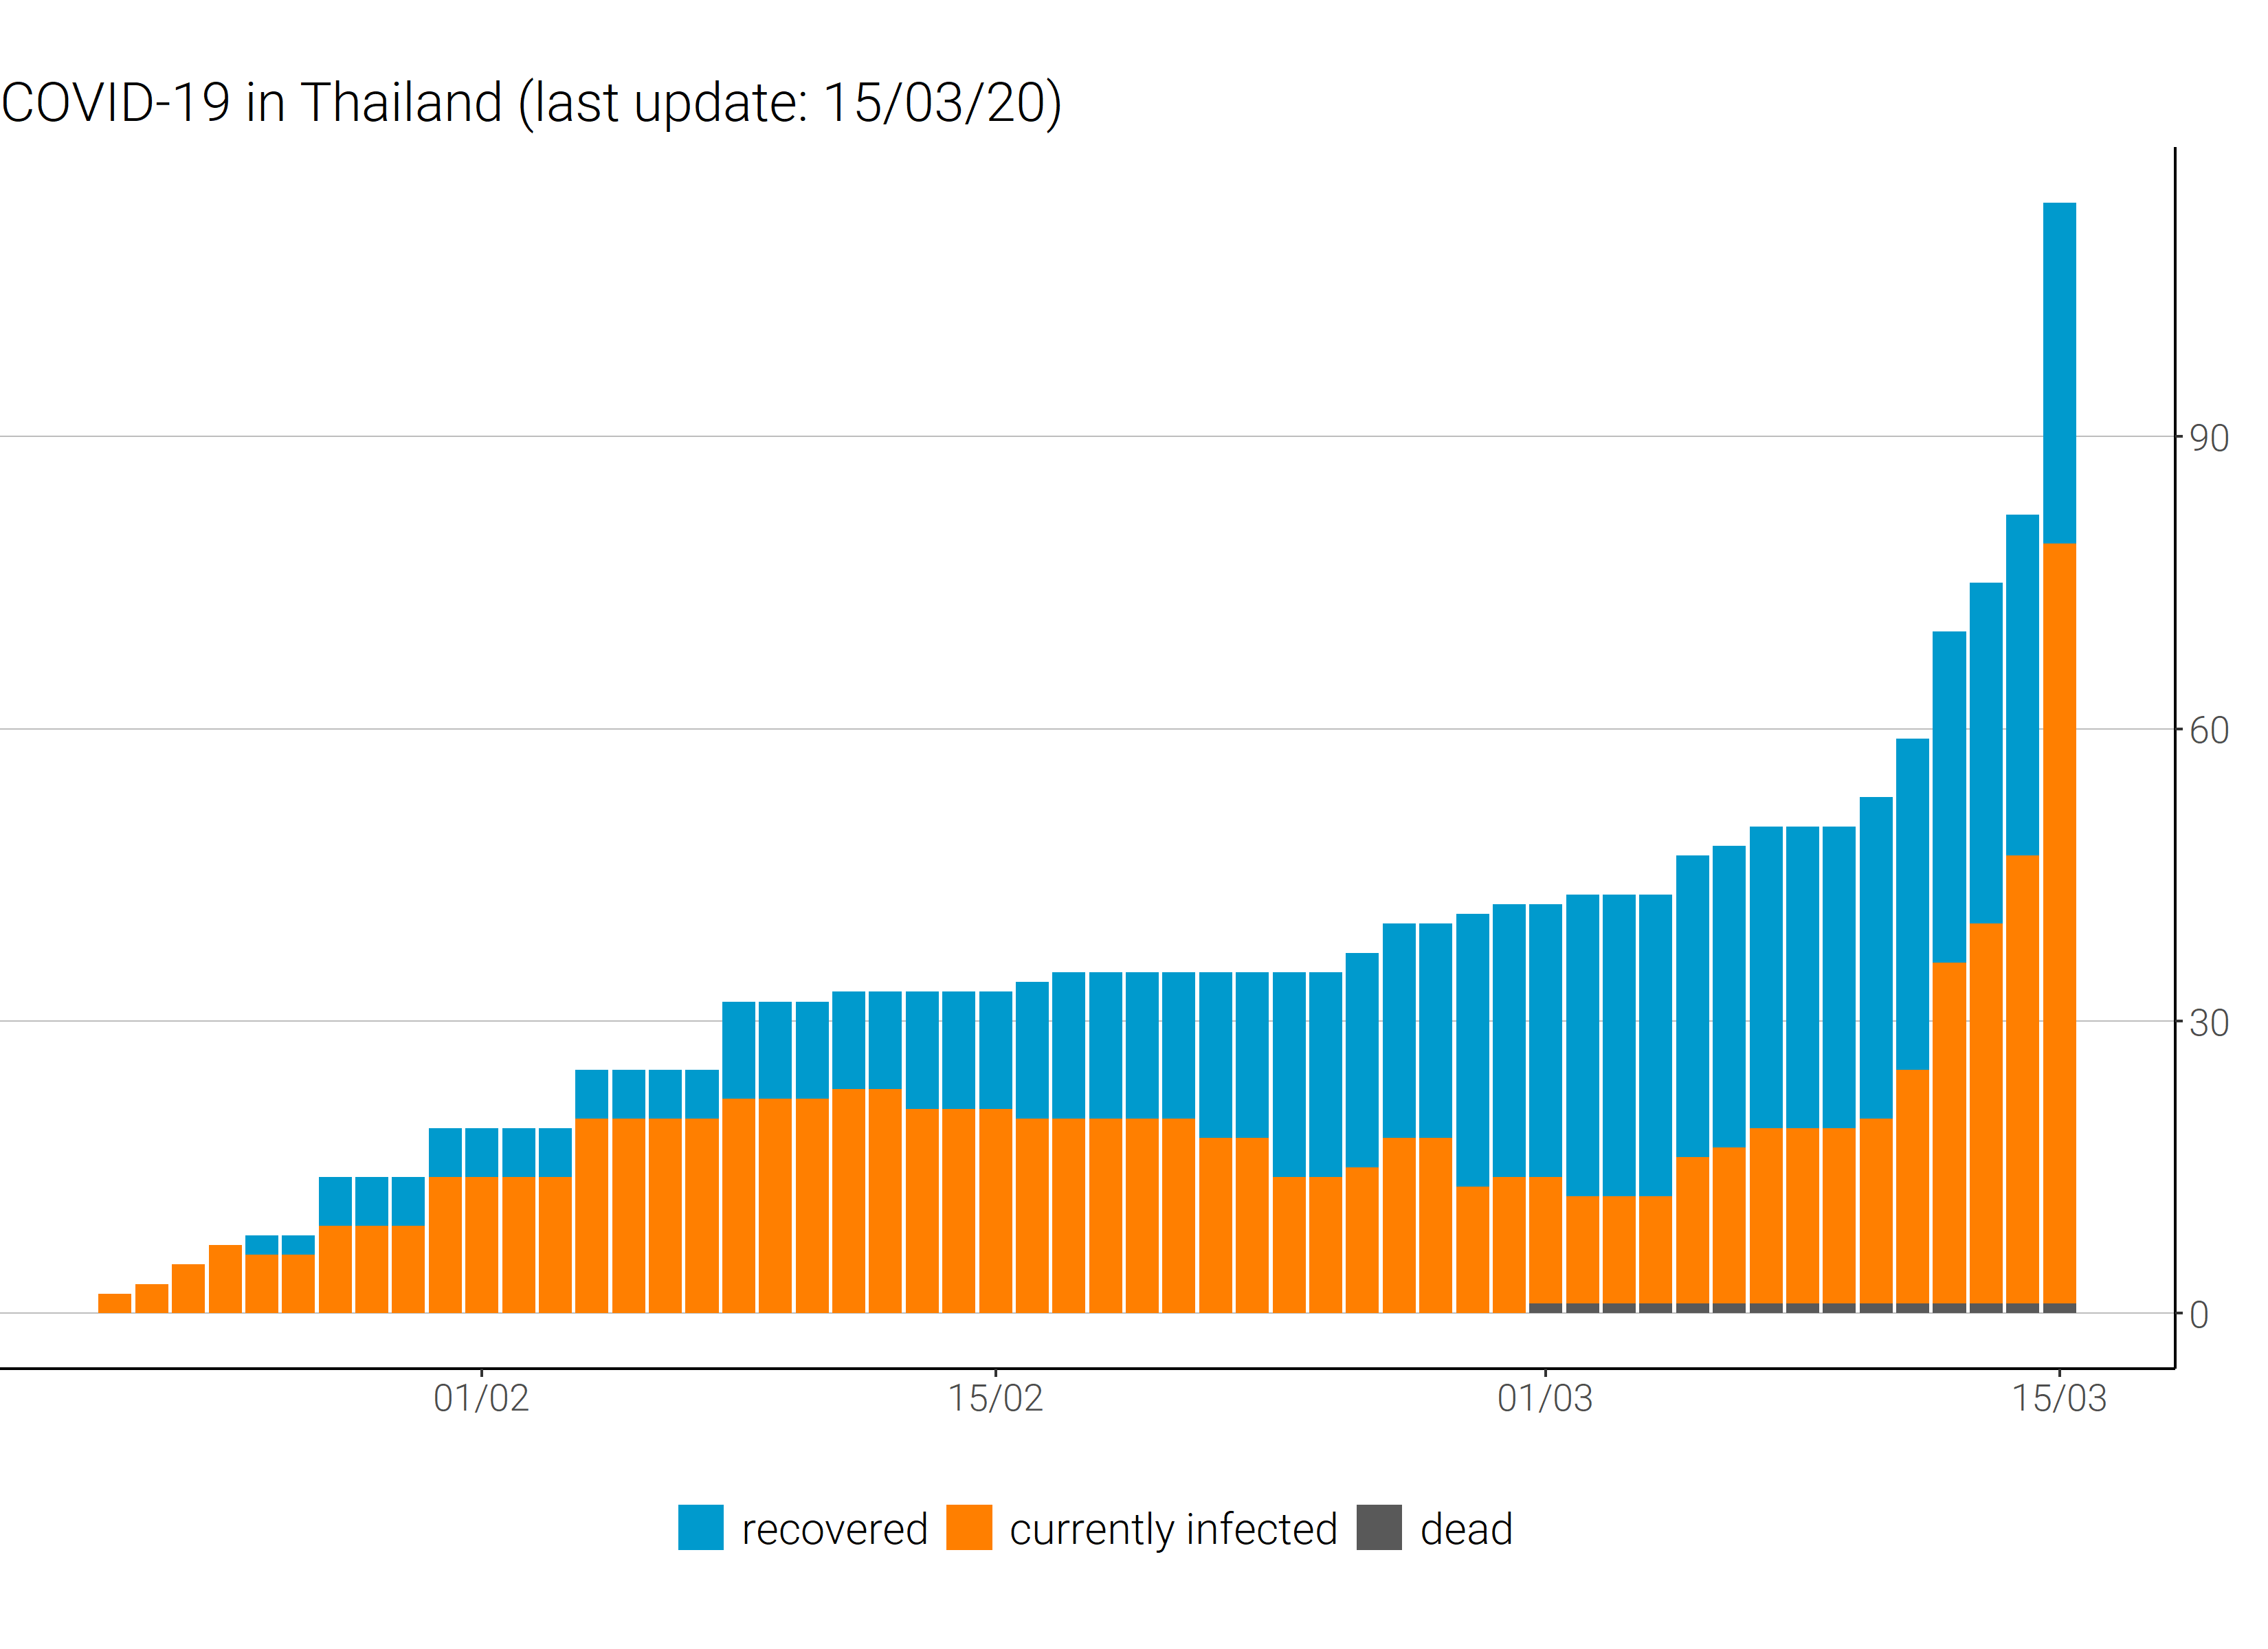 COVID-19 in Thailand (last update: 15/03/20)
90
60
30
0
01/02 15/02 01/03 15/03
recovered currently infected dead